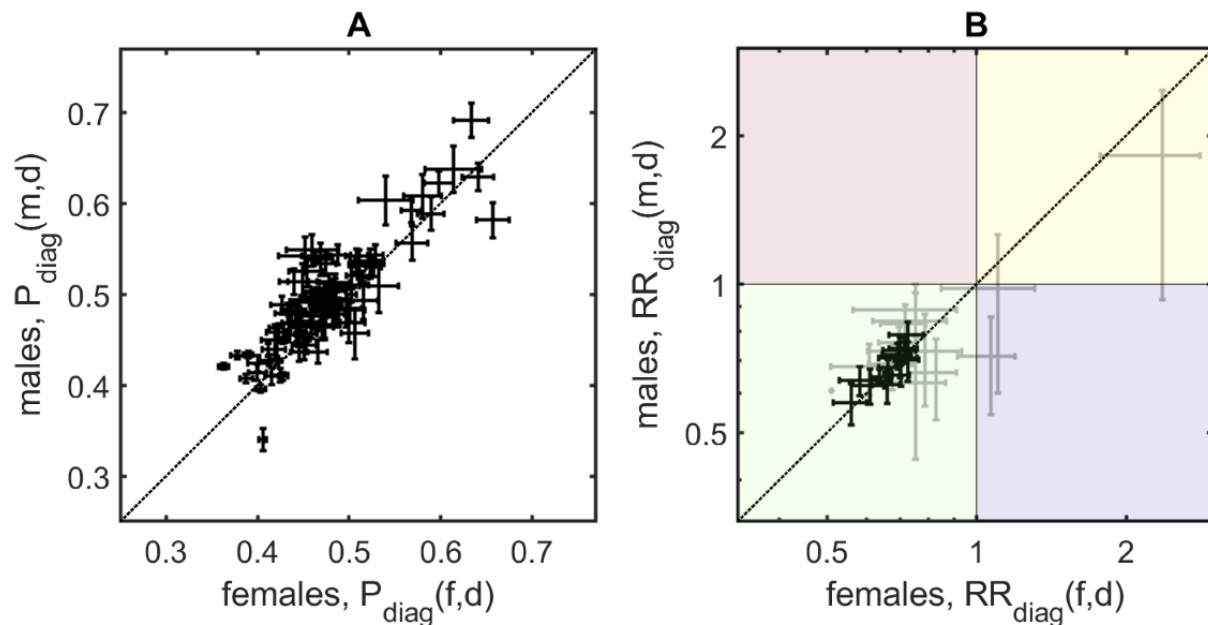 A
B
0.7
0.6
0.5
0.4
0.3
males, P_diag(m,d)
0.3
0.4
0.5
0.6
0.7
females, P_diag(f,d)
2
1
0.5
males, RR_diag(m,d)
0.5
1
2
females, RR_diag(f,d)